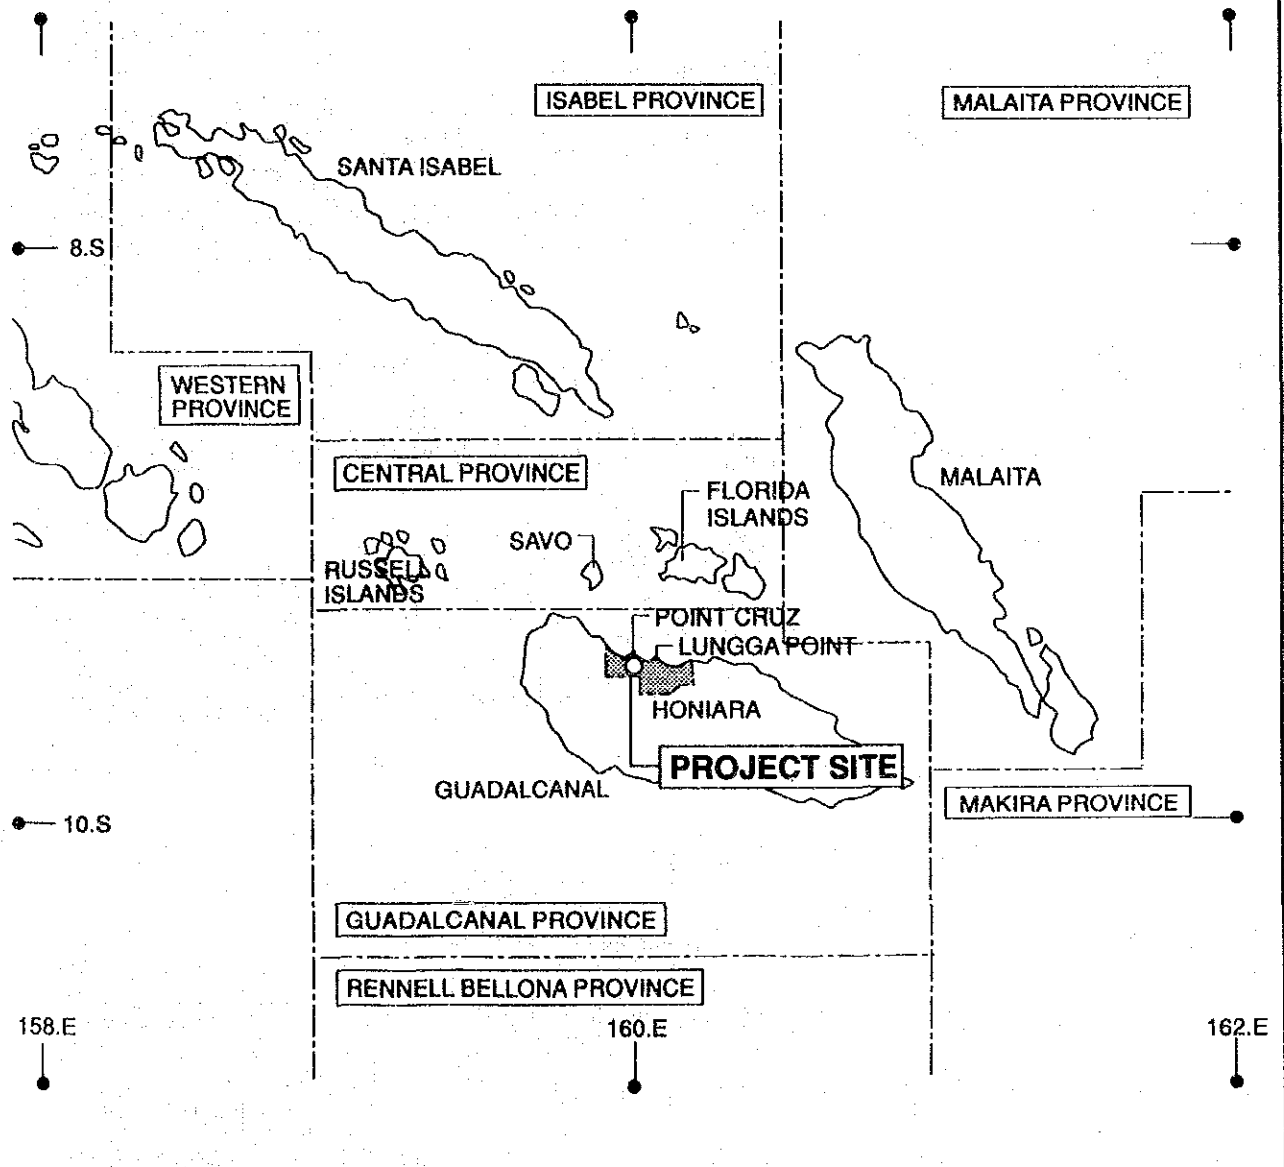 ISABEL PROVINCE
MALAITA PROVINCE
SANTA ISABEL
8.S
WESTERN
PROVINCE
CENTRAL PROVINCE
MALAITA
FLORIDA
ISLANDS
SAVO
RUSSELL
ISLANDS
POINT CRUZ
LUNGGA POINT
HONIARA
PROJECT SITE
GUADALCANAL
MAKIRA PROVINCE
10.S
GUADALCANAL PROVINCE
RENNELL BELLONA PROVINCE
158.E
160.E
162.E